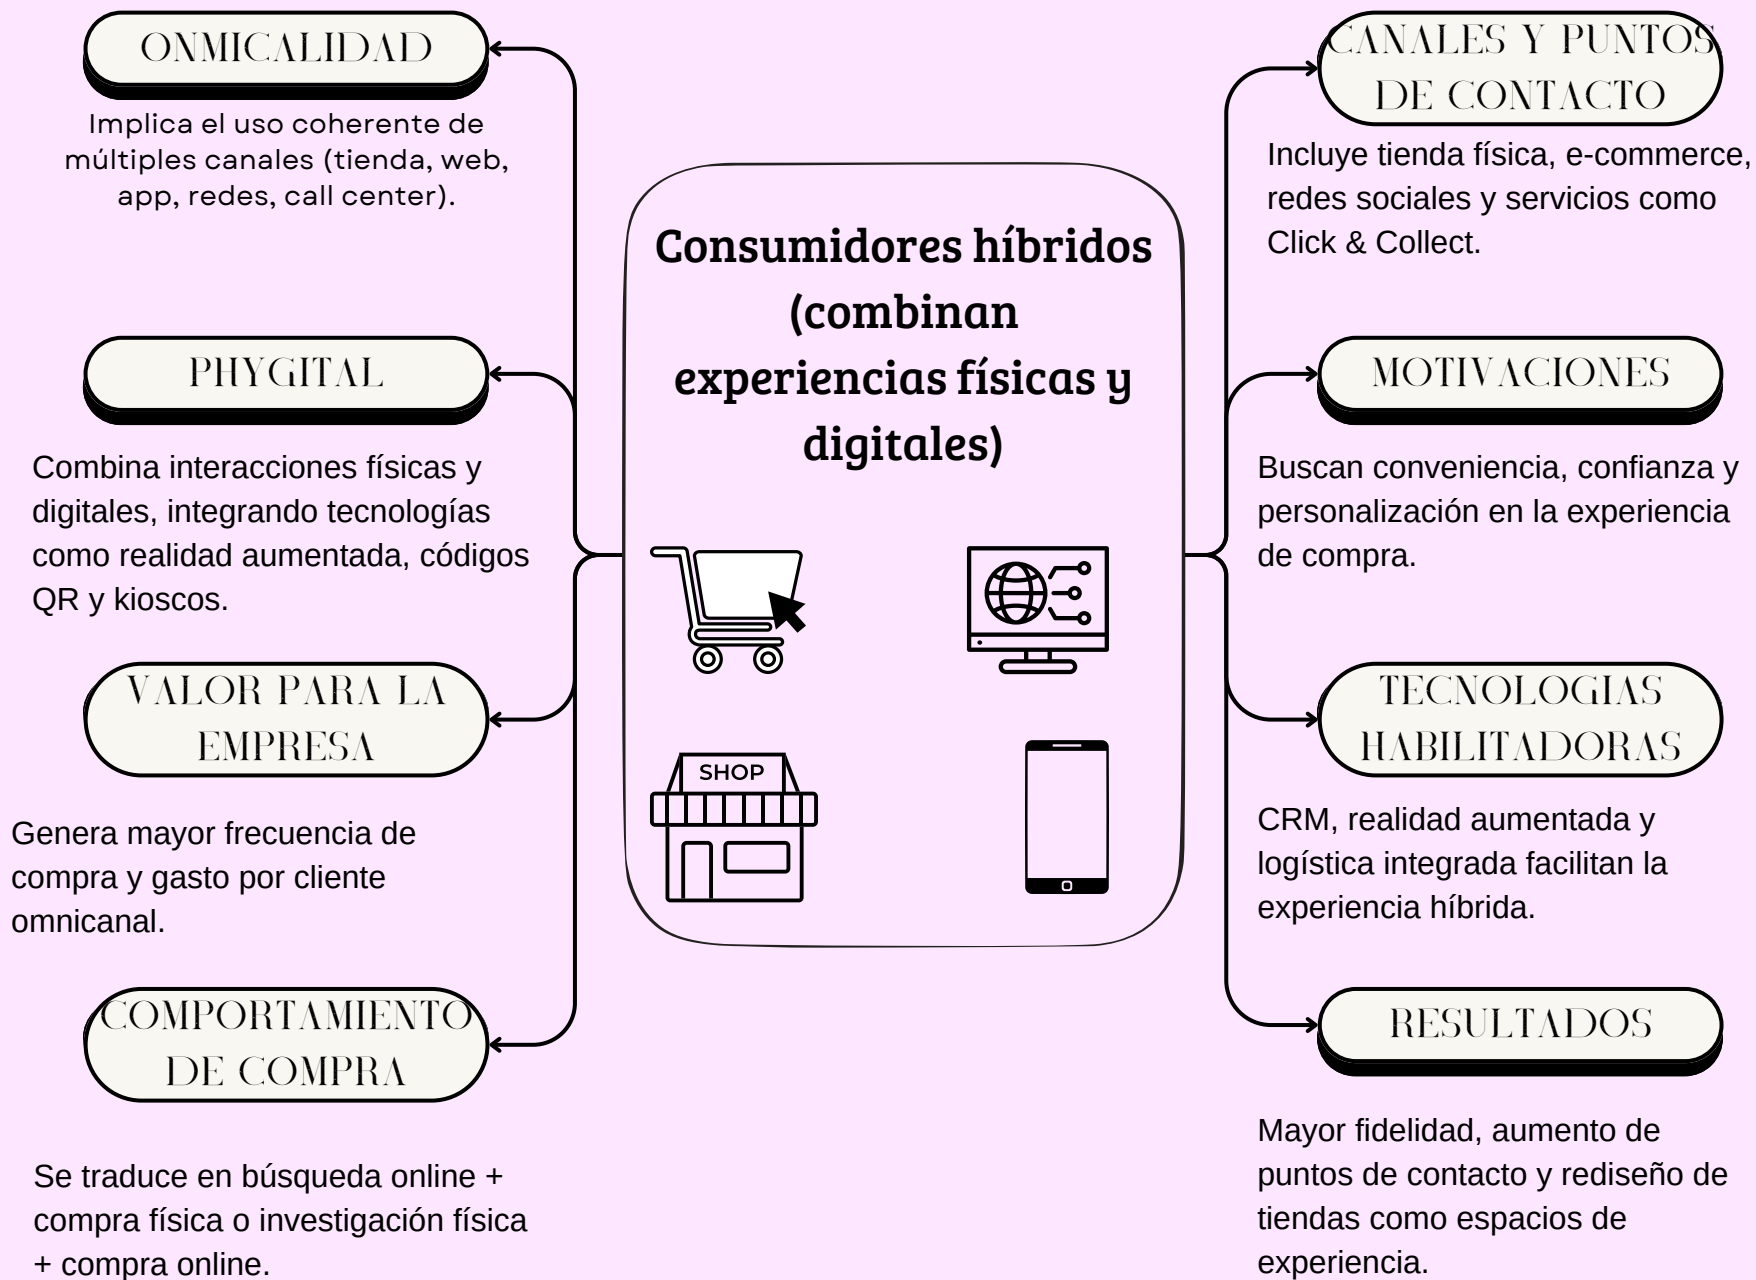 ONMICALIDAD
Implica el uso coherente de
múltiples canales (tienda, web,
app, redes, call center).
PHYGITAL
Combina interacciones físicas y
digitales, integrando tecnologías
como realidad aumentada, códigos
QR y kioscos.
VALOR PARA LA
EMPRESA
Genera mayor frecuencia de
compra y gasto por cliente
omnicanal.
COMPORTAMIENTO
DE COMPRA
Se traduce en búsqueda online +
compra física o investigación física
+ compra online.
Consumidores híbridos
(combinan
experiencias físicas y
digitales)
SHOP
CANALES Y PUNTOS
DE CONTACTO
Incluye tienda física, e-commerce,
redes sociales y servicios como
Click & Collect.
MOTIVACIONES
Buscan conveniencia, confianza y
personalización en la experiencia
de compra.
TECNOLOGIAS
HABILITADORAS
CRM, realidad aumentada y
logística integrada facilitan la
experiencia híbrida.
RESULTADOS
Mayor fidelidad, aumento de
puntos de contacto y rediseño de
tiendas como espacios de
experiencia.